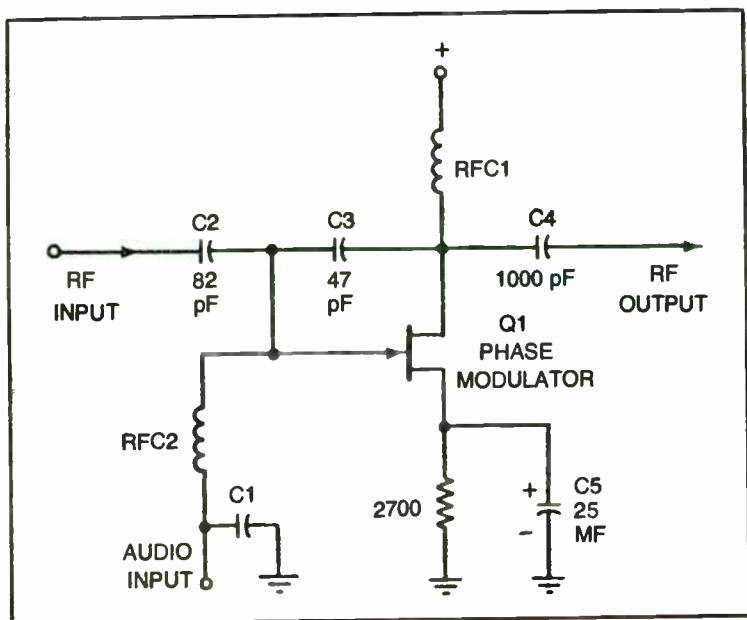 +
RFC1
C2
C3
C4
RF
INPUT
82
pF
47
pF
1000 pF
RF
OUTPUT
Q1
PHASE
MODULATOR
RFC2
C1
2700
+
C5
25
MF
-
AUDIO
INPUT